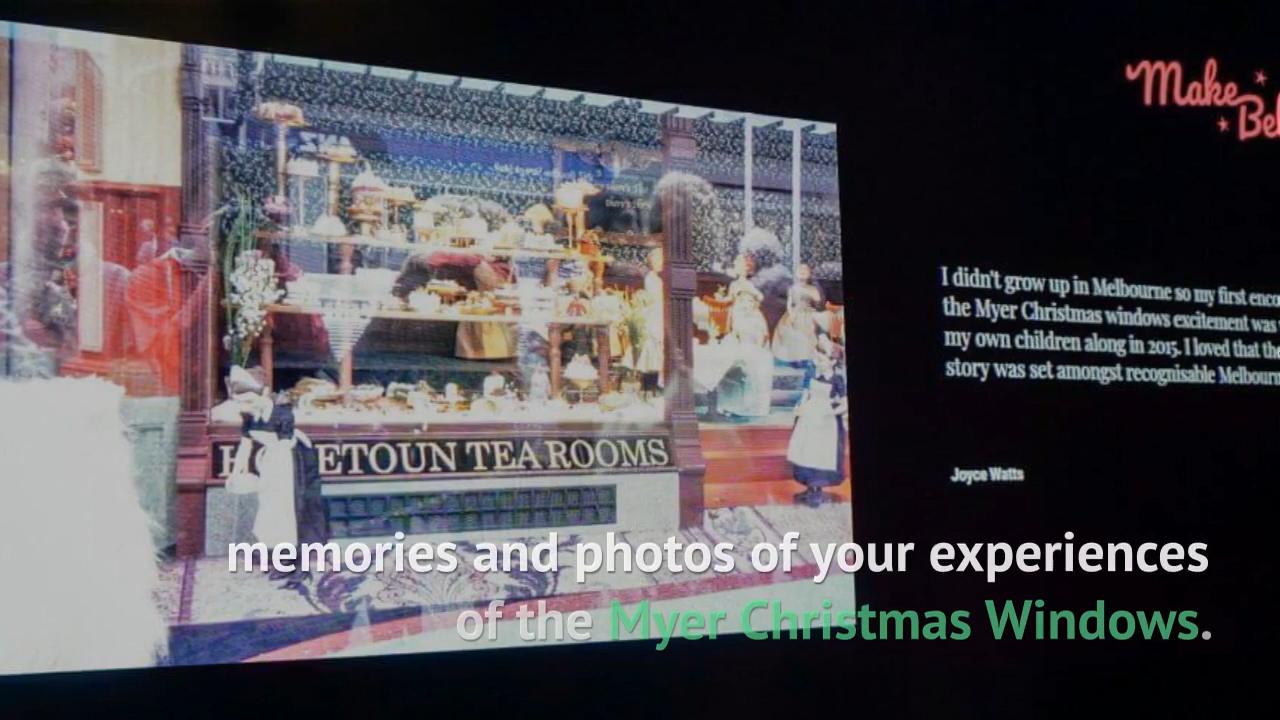 Make
Bel
I didn't grow up in Melbourne so my first enco
the Myer Christmas windows excitement was
my own children along in 2015. I loved that the
story was set amongst recognisable Melbourn
Joyce Watts
H ETOUN TEA ROOMS
memories and photos of your experiences
of the Myer Christmas Windows.